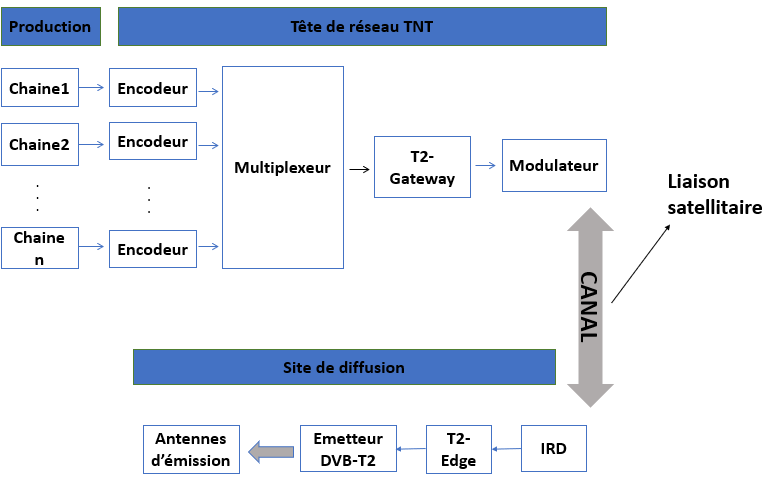 Production
Tête de réseau TNT
Chaine1
Encodeur
Chaine2
Encodeur
Multiplexeur
T2-
Gateway
Modulateur
Liaison
satellitaire
Chaine
n
Encodeur
CANAL
Site de diffusion
Antennes
d’émission
Emetteur
DVB-T2
T2-
Edge
IRD